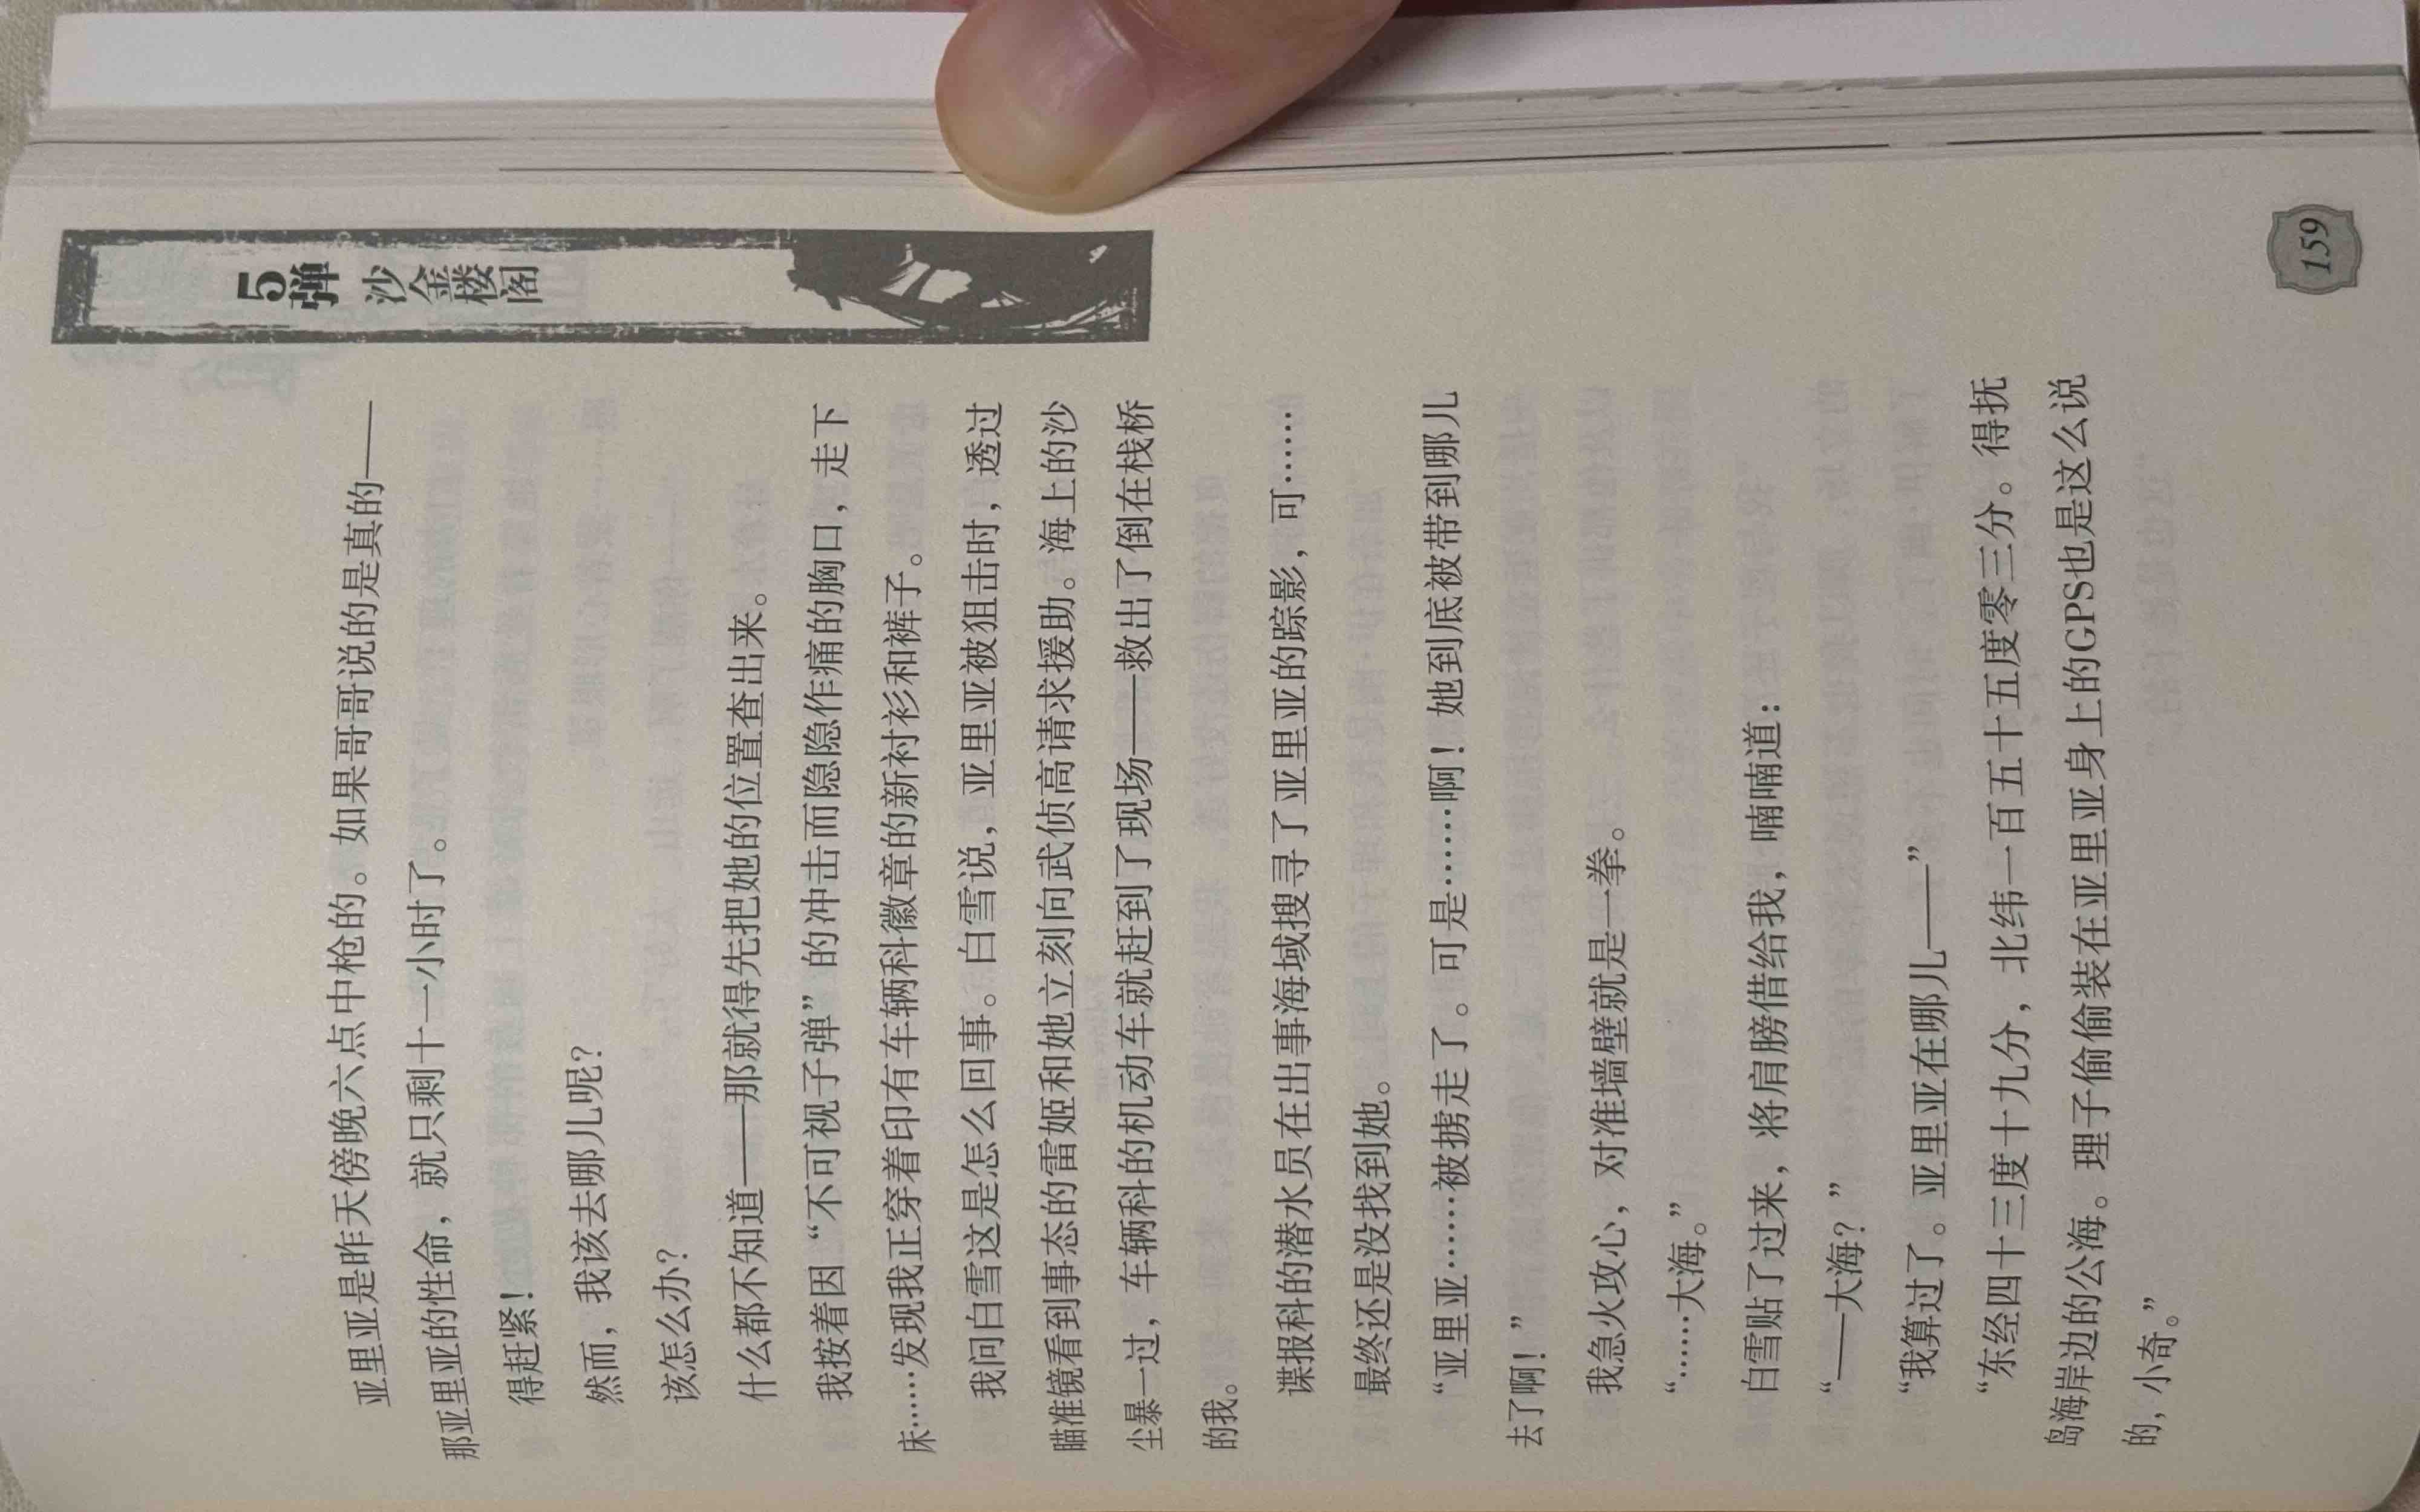 亚里亚是昨天傍晚六点中枪的。如果哥哥说的是真的——
那亚里亚的性命，就只剩十一小时了。
得赶紧！
然而，我该去哪儿呢？
该怎么办？
什么都不知道——那就得先把她的位置查出来。
我按着因“不可视子弹”的冲击而隐隐作痛的胸口，走下
床……发现我正穿着印有车辆科徽章的新衬衫和裤子。
我问白雪这是怎么回事。白雪说，亚里亚被狙击时，透过
瞄准镜看到事态的雷姬和她立刻向武侦高请求援助。海上的沙
尘暴一过，车辆科的机动车就赶到了现场——救出了倒在栈桥
的我。
谍报科的潜水员在出事海域搜寻了亚里亚的踪影，可……
最终还是没找到她。
“亚里亚……被掳走了。可是……啊！她到底被带到哪儿
去了啊！”
我急火攻心，对准墙壁就是一拳。
“……大海。”
白雪贴了过来，将肩膀借给我，喃喃道：
“——大海？”
“我算过了。亚里亚在哪儿——”
“东经四十三度十九分，北纬一百五十五度零三分。得抚
岛海岸边的公海。理子偷偷装在亚里亚身上的GPS也是这么说
的，小奇。”
5弹 沙金楼阁
159